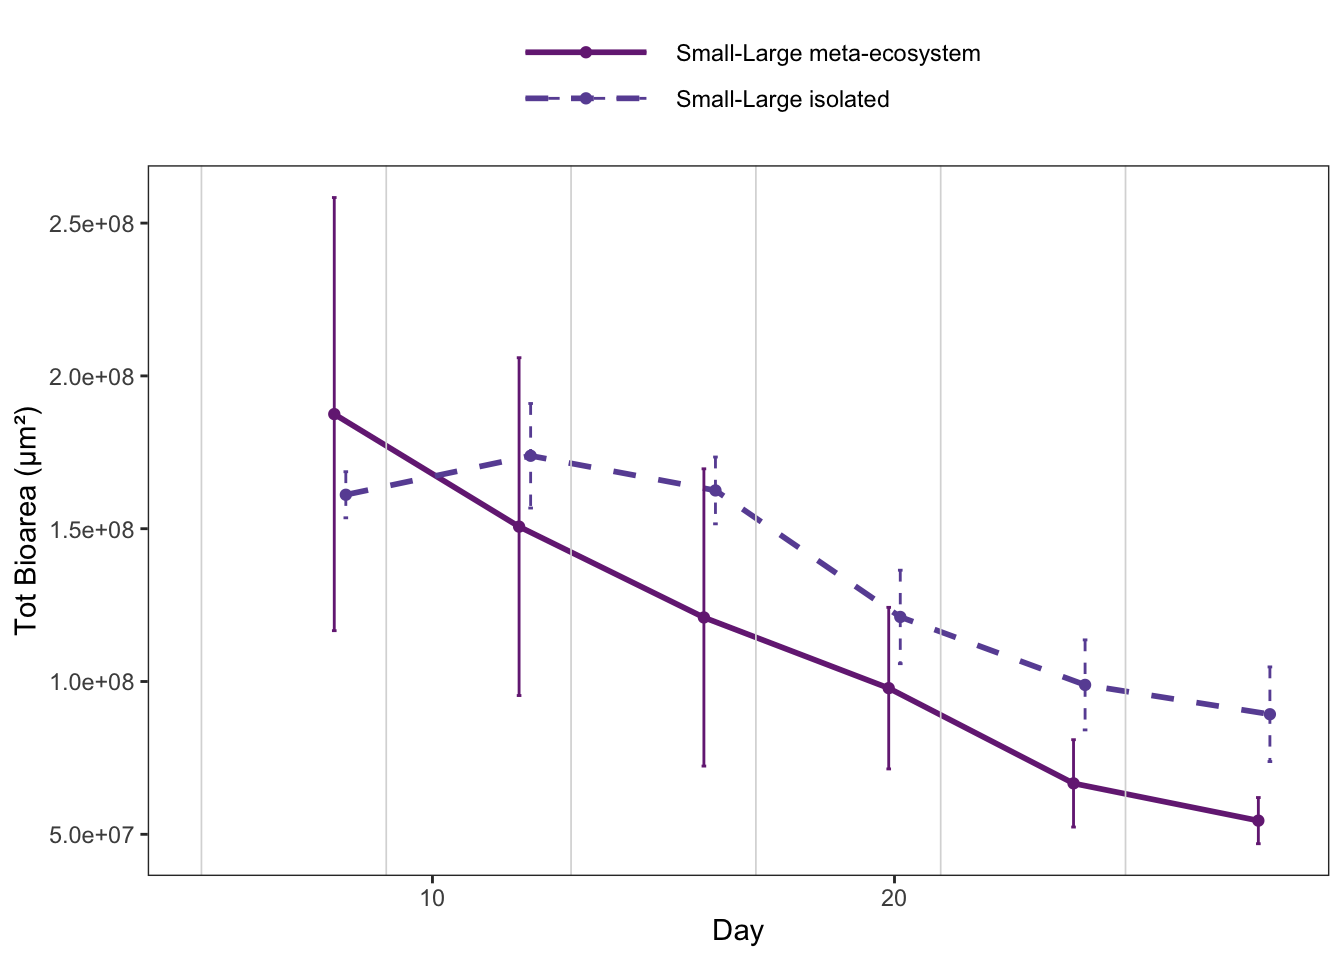 Small-Large meta-ecosystem
Small-Large isolated
2.5e+08
2.0e+08
1.5e+08
1.0e+08
5.0e+07
Tot Bioarea (μm²)
10
20
Day